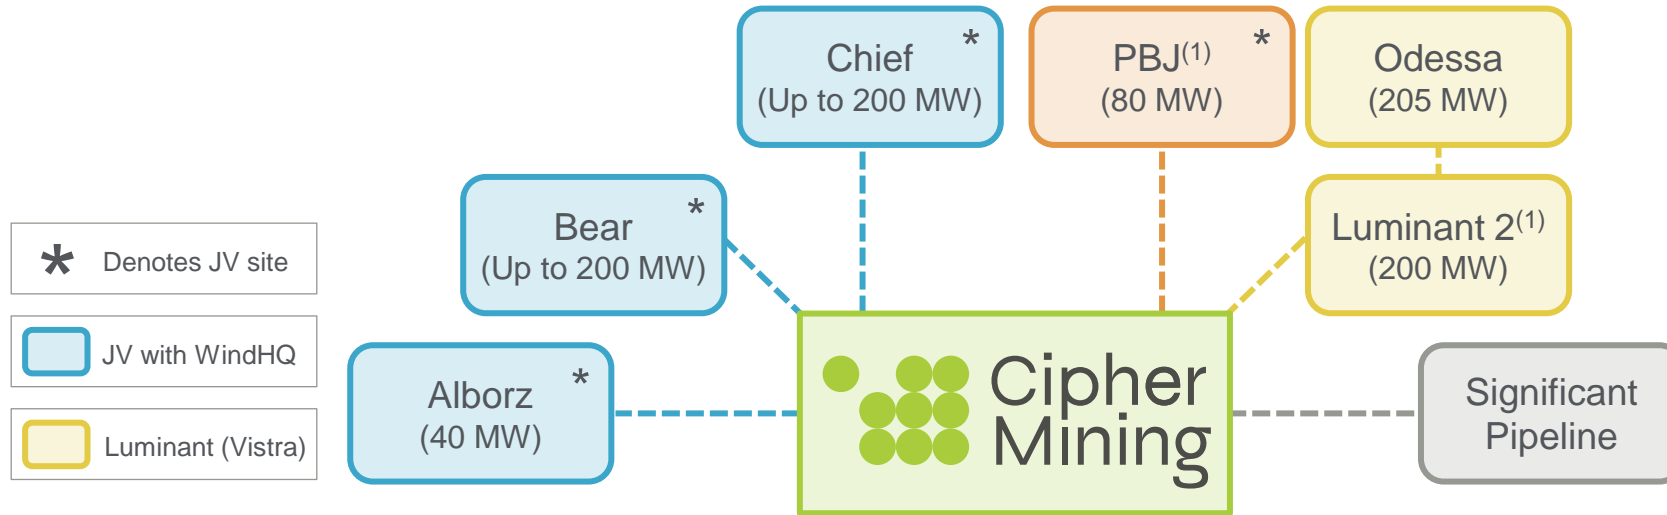 Chief *
(Up to 200 MW)
PBJ(1) *
(80 MW)
Odessa
(205 MW)
Bear *
(Up to 200 MW)
Luminant 2(1)
(200 MW)
* Denotes JV site
JV with WindHQ
Luminant (Vistra)
Alborz *
(40 MW)
Cipher
Mining
Significant
Pipeline